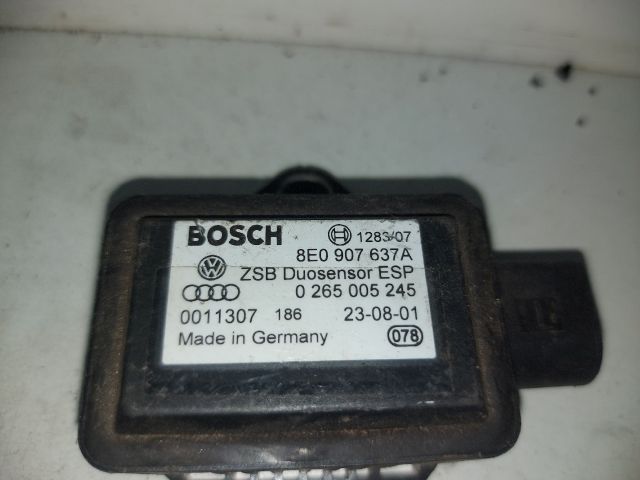 BOSCH 1283/07
8E0 907 637A
ZSB Duosensor ESP
0 265 005 245
0011307 186 23-08-01
Made in Germany 078